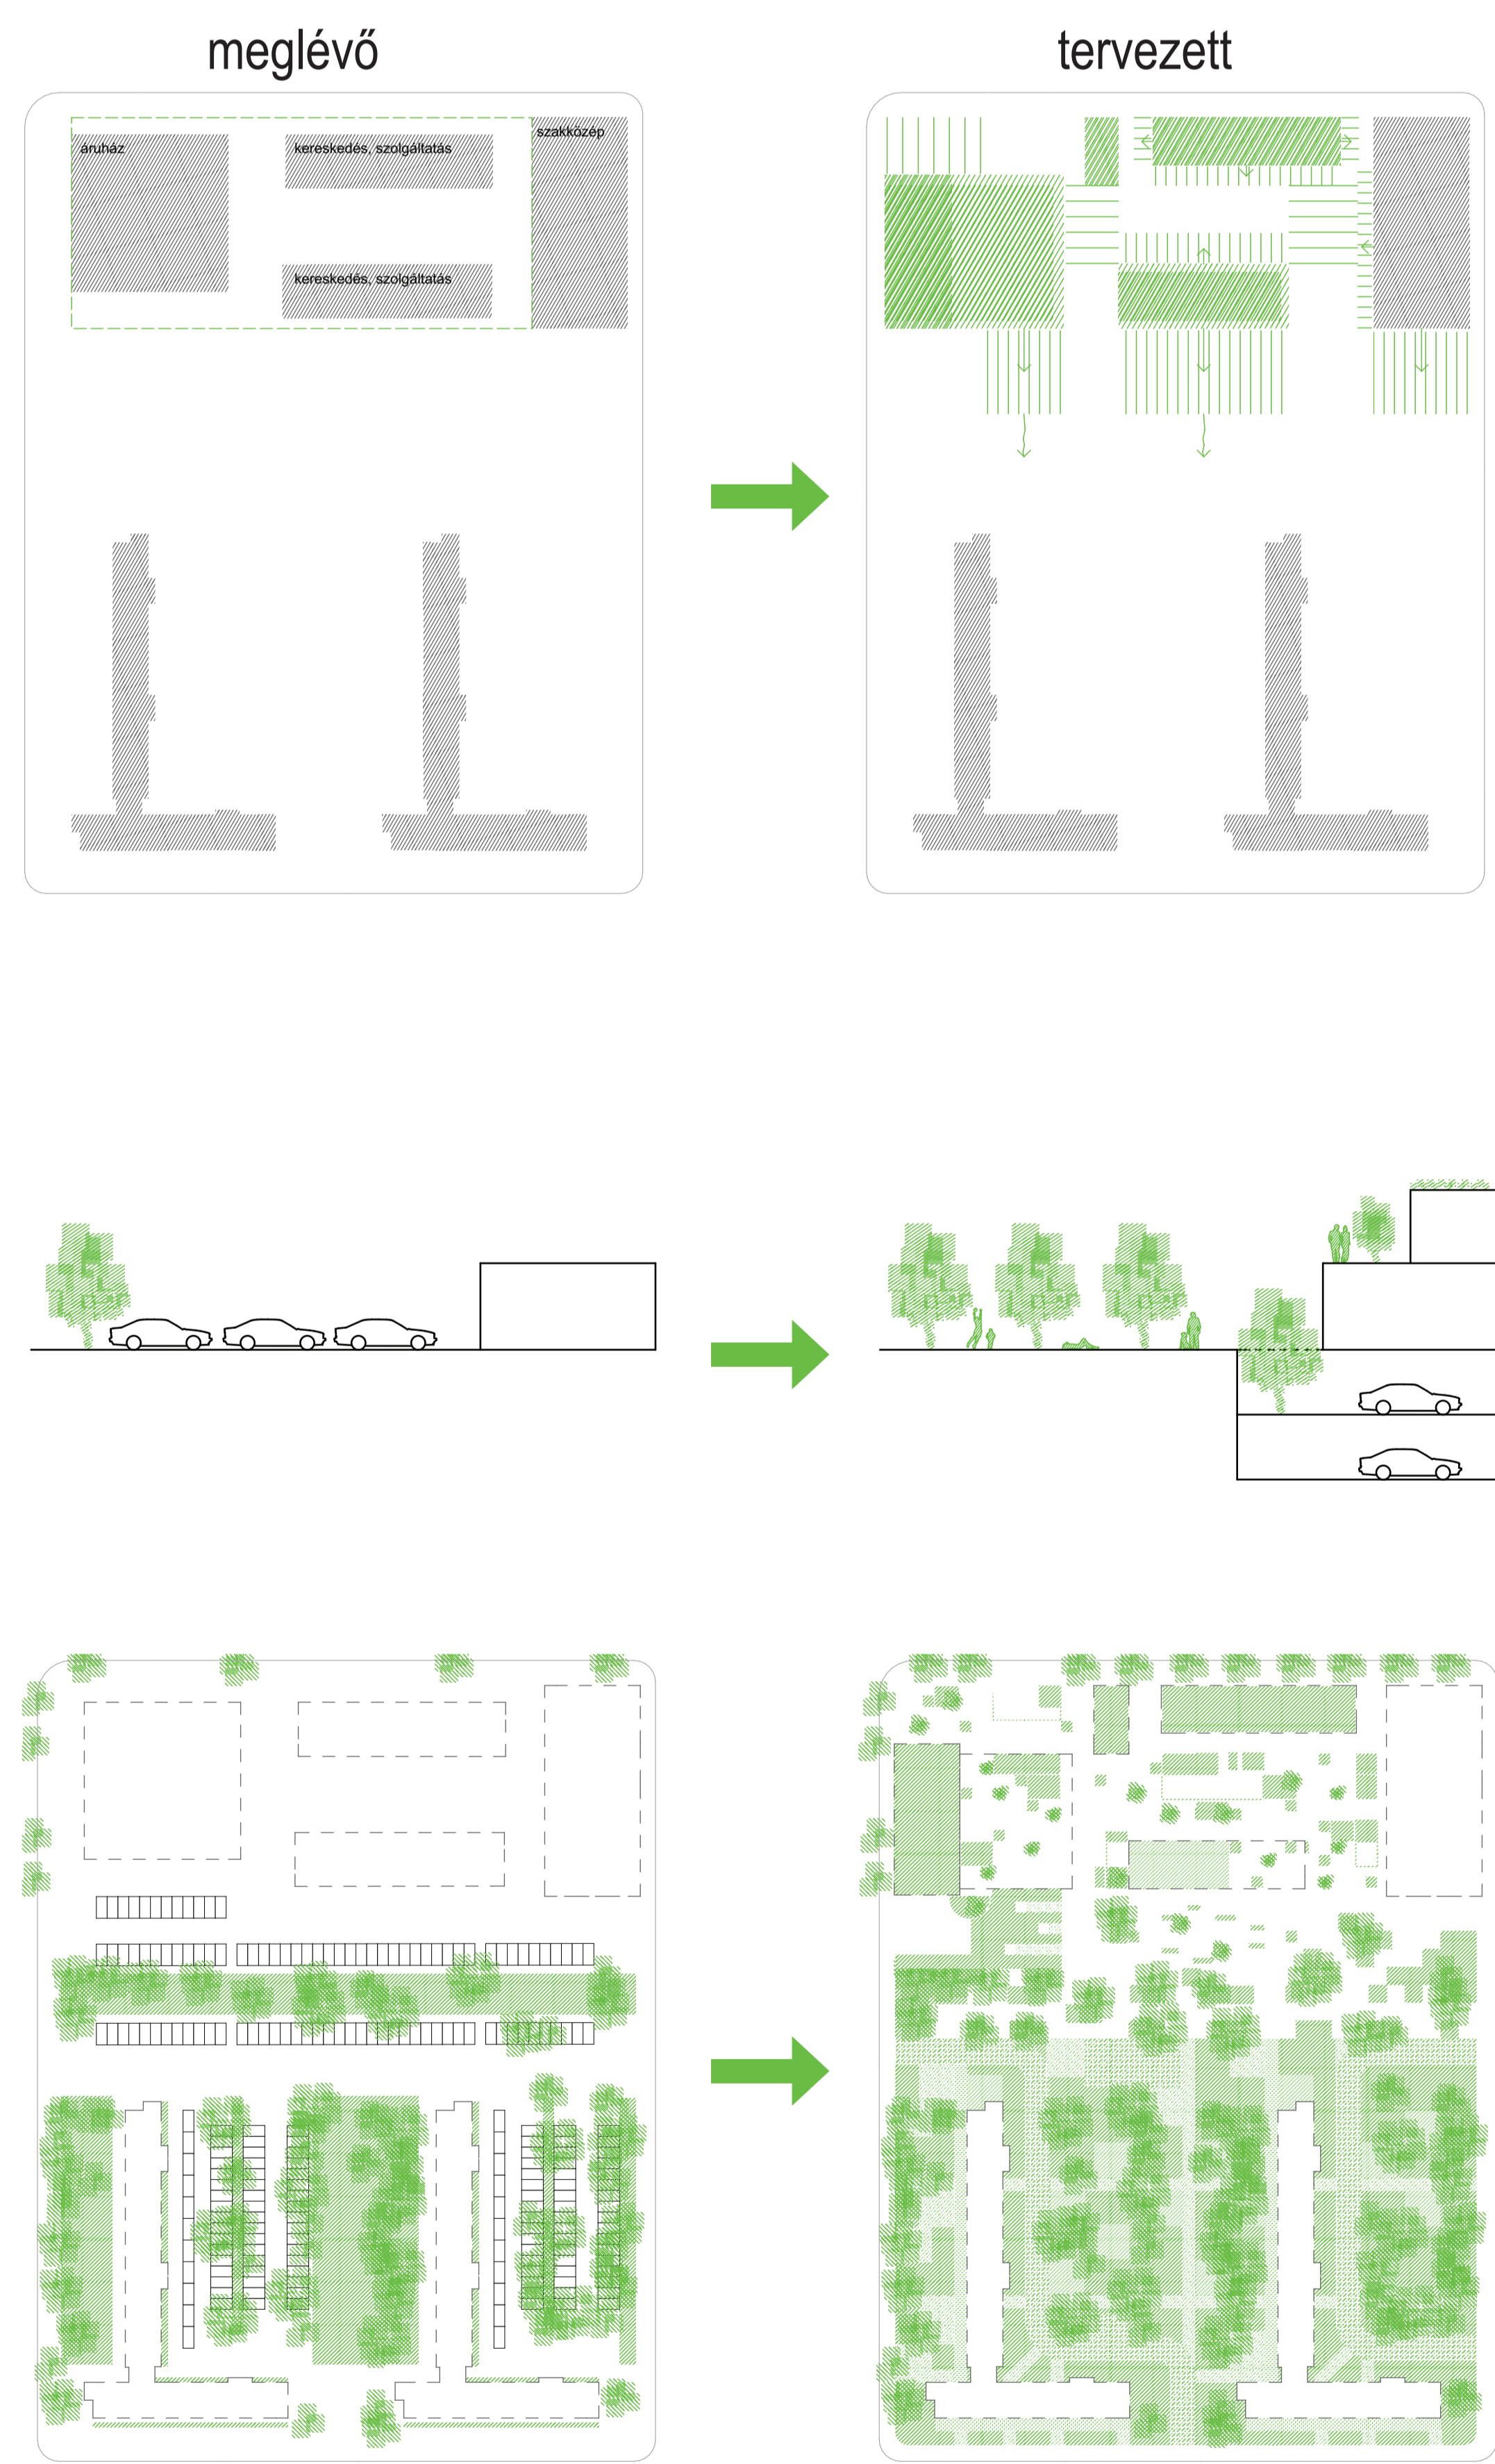 meglévő
tervezett
szakközép
áruház
kereskedés, szolgáltatás
kereskedés, szolgáltatás